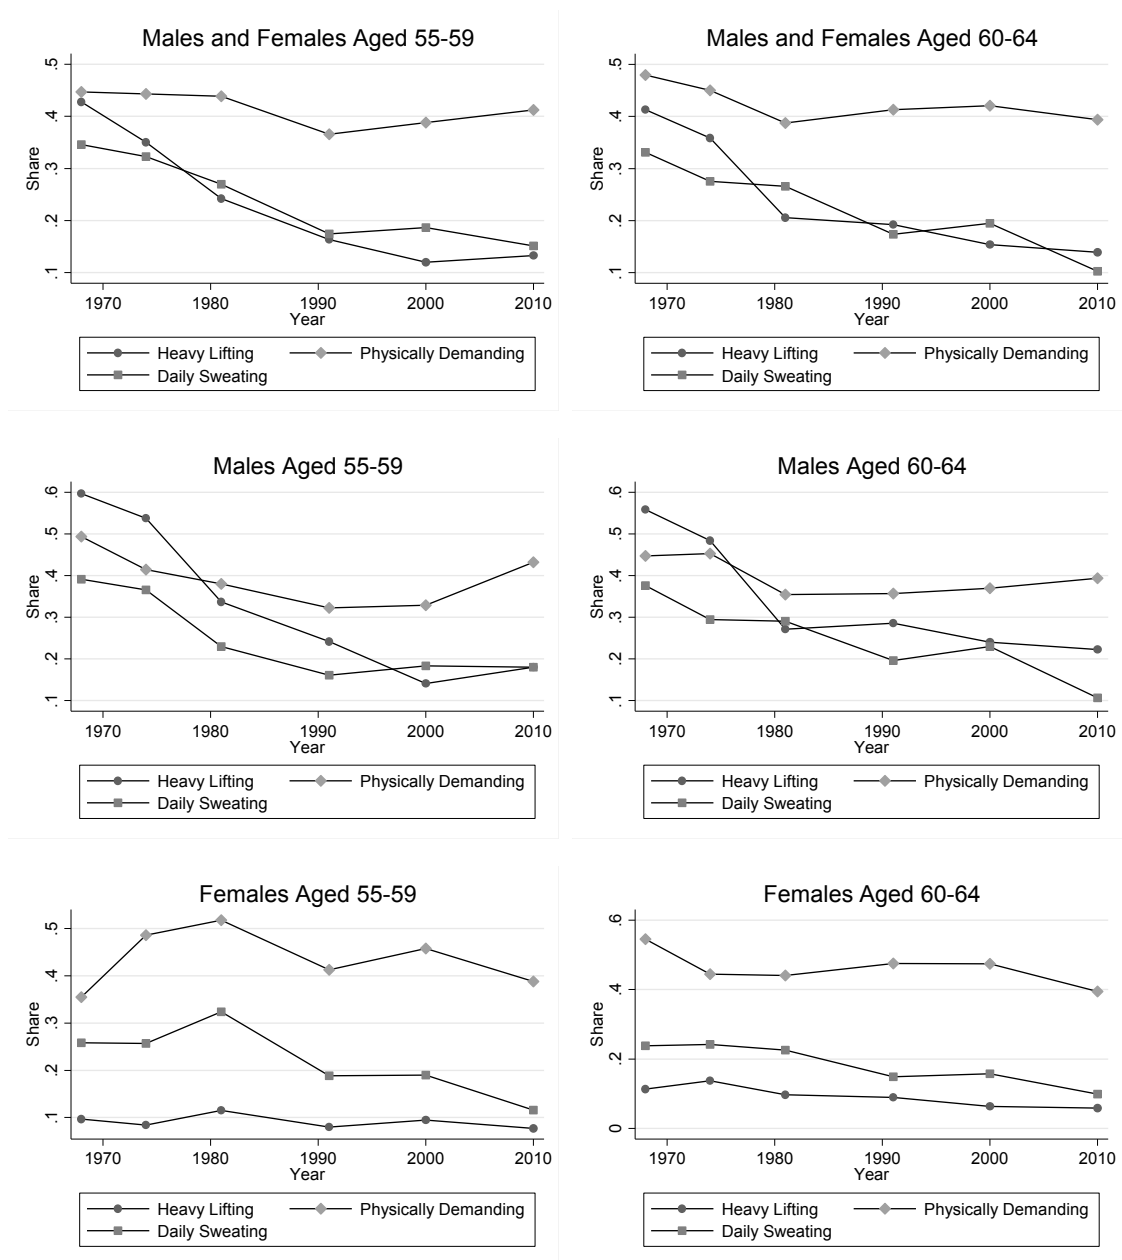 Males and Females Aged 55-59
Share
.5
.4
.3
.2
.1
1970 1980 1990 2000 2010
Year
Heavy Lifting Physically Demanding
Daily Sweating
Males and Females Aged 60-64
Share
.5
.4
.3
.2
.1
1970 1980 1990 2000 2010
Year
Heavy Lifting Physically Demanding
Daily Sweating
Males Aged 55-59
Share
.6
.5
.4
.3
.2
.1
1970 1980 1990 2000 2010
Year
Heavy Lifting Physically Demanding
Daily Sweating
Males Aged 60-64
Share
.6
.5
.4
.3
.2
.1
1970 1980 1990 2000 2010
Year
Heavy Lifting Physically Demanding
Daily Sweating
Females Aged 55-59
Share
.5
.4
.3
.2
.1
1970 1980 1990 2000 2010
Year
Heavy Lifting Physically Demanding
Daily Sweating
Females Aged 60-64
Share
.6
.4
.2
0
1970 1980 1990 2000 2010
Year
Heavy Lifting Physically Demanding
Daily Sweating